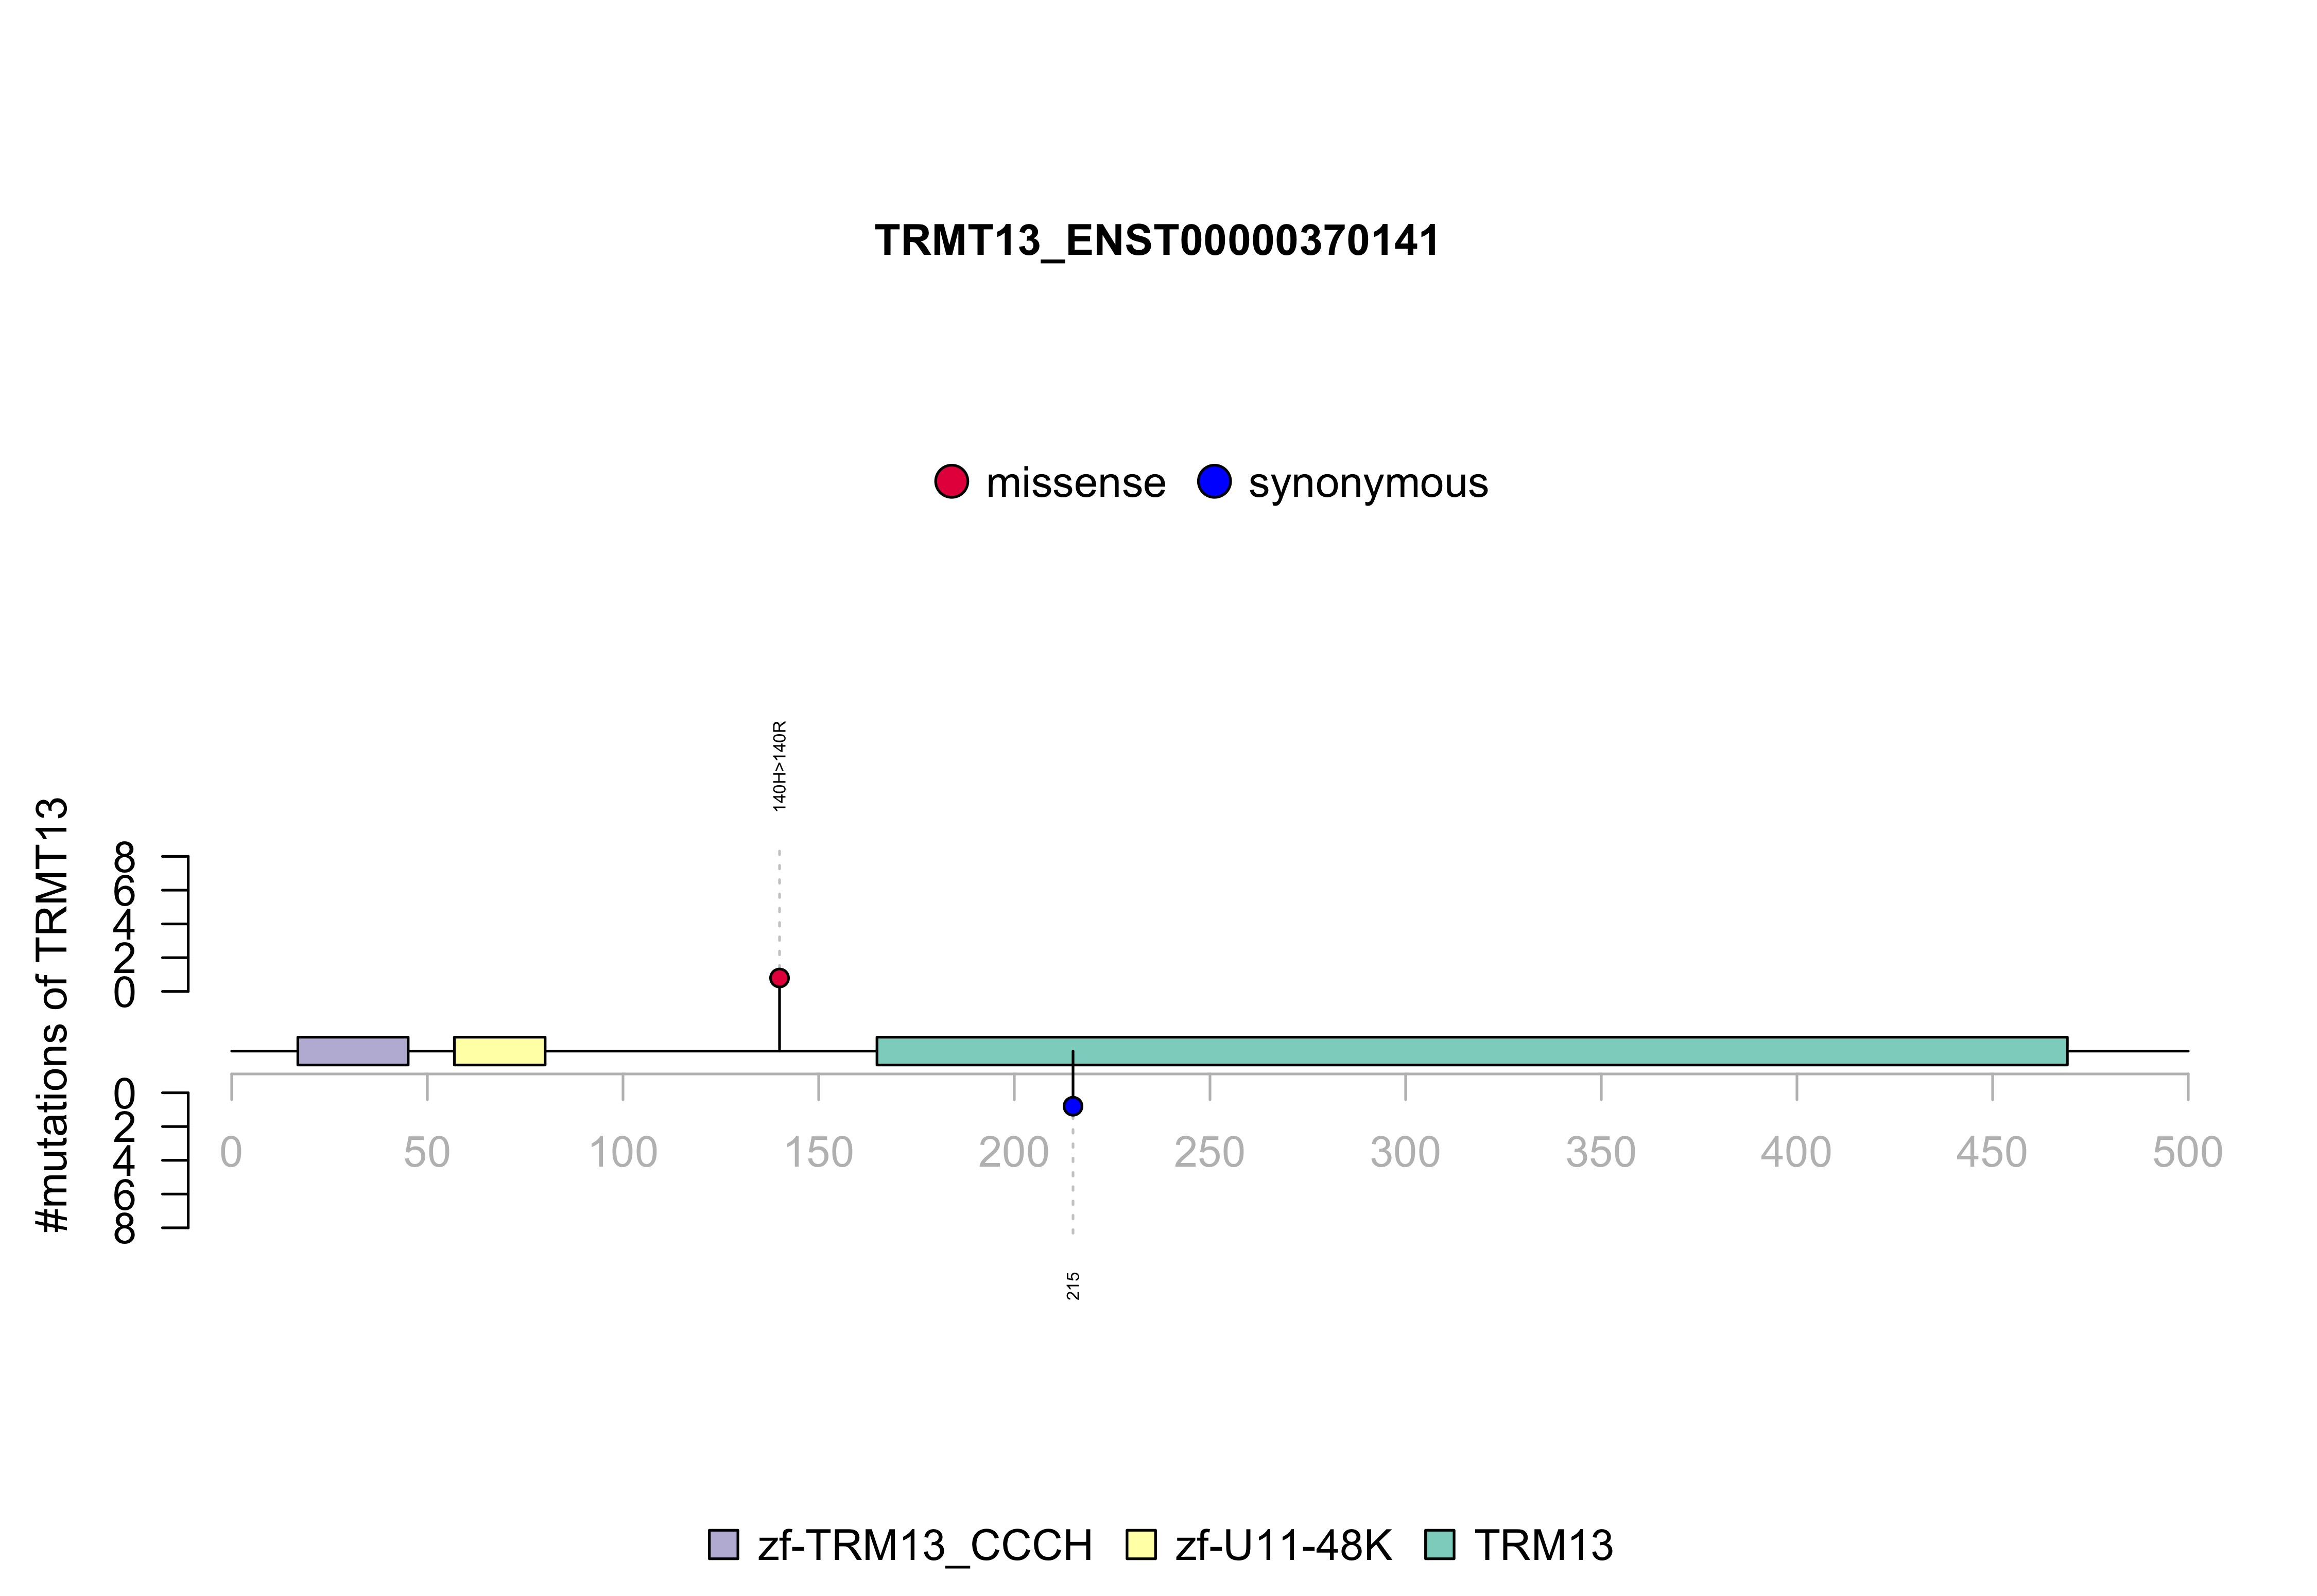 TRMT13_ENST00000370141
missense
synonymous
140H>140R
#mutations of TRMT13
8
6
4
2
0
0
2
4
6
8
0 50 100 150 200 250 300 350 400 450 500
215
zf-TRM13_CCCH
zf-U11-48K
TRM13